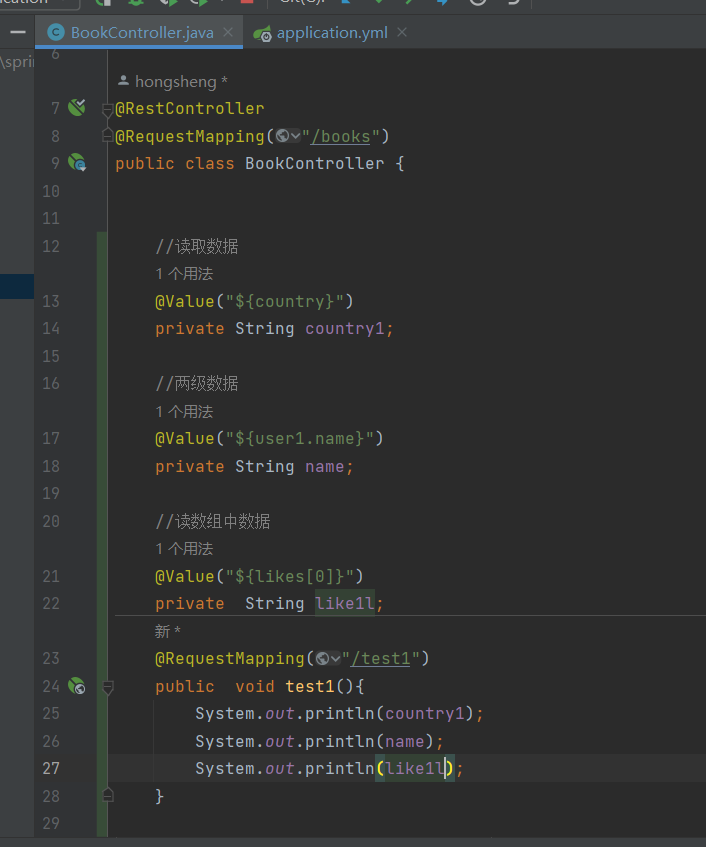 BookController.java
application.yml
\sprin
6
hongsheng *
7 @RestController
8 @RequestMapping("/books")
9 public class BookController {
10
11
12 //读取数据
1 个用法
13 @Value("${country}")
14 private String country1;
15
16 //两级数据
1 个用法
17 @Value("${user1.name}")
18 private String name;
19
20 //读数组中数据
1 个用法
21 @Value("${likes[0]}")
22 private  String like1l;
新 *
23 @RequestMapping("/test1")
24 public  void test1(){
25 System.out.println(country1);
26 System.out.println(name);
27 System.out.println(like1l);
28 }
29